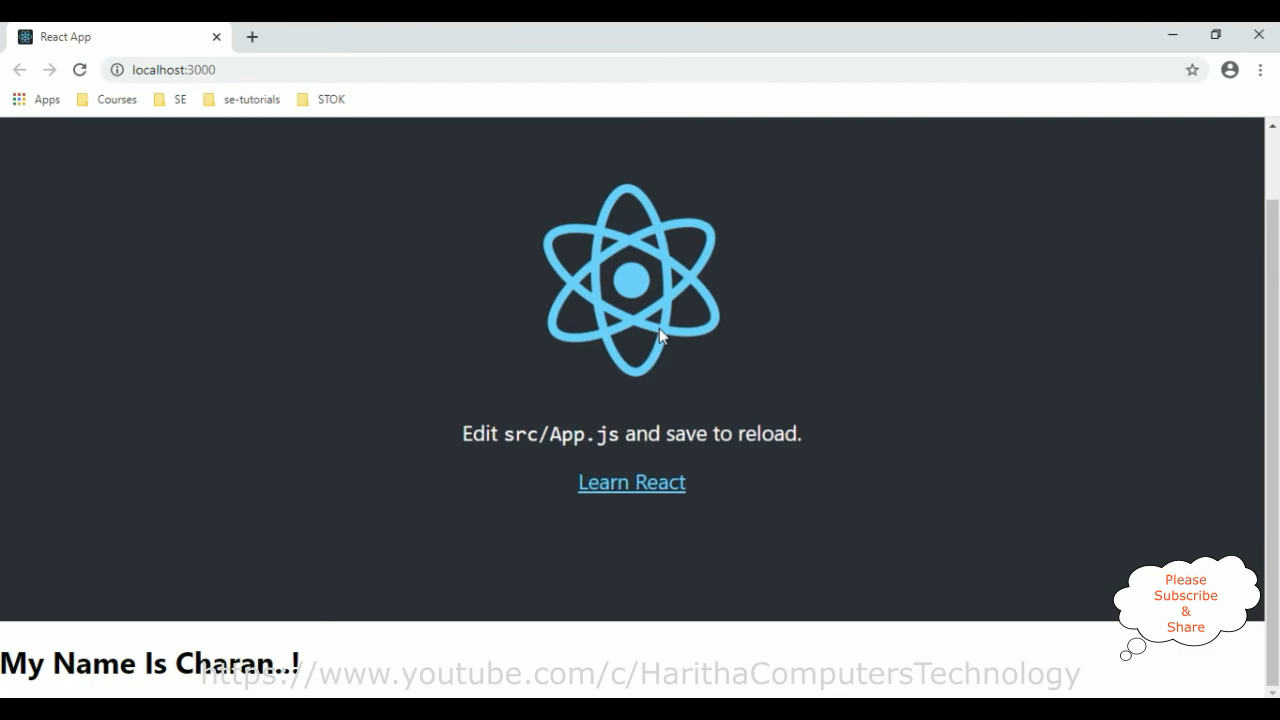 React App
localhost:3000
Apps Courses SE se-tutorials STOK
Edit src/App.js and save to reload.
Learn React
Please
Subscribe
&
Share
My Name Is Charan..!
https://www.youtube.com/c/HarithaComputersTechnology